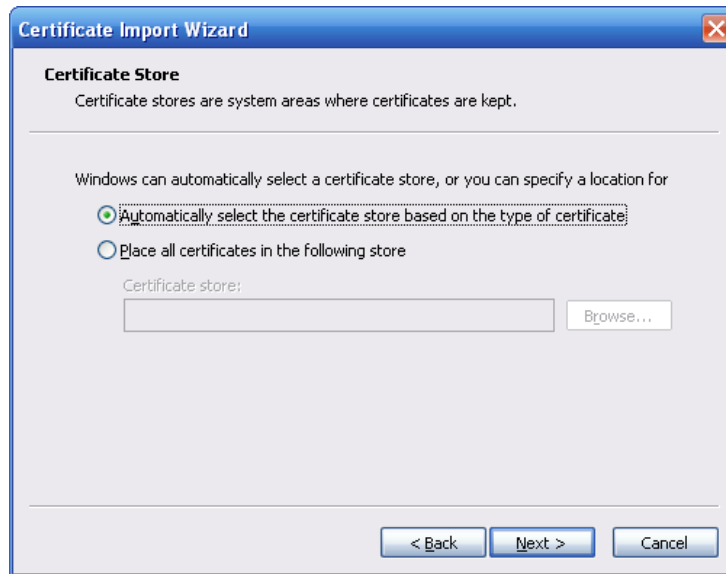 Certificate Import Wizard
Certificate Store
Certificate stores are system areas where certificates are kept.
Windows can automatically select a certificate store, or you can specify a location for
Automatically select the certificate store based on the type of certificate
Place all certificates in the following store
Certificate store:
Browse...
< Back Next > Cancel